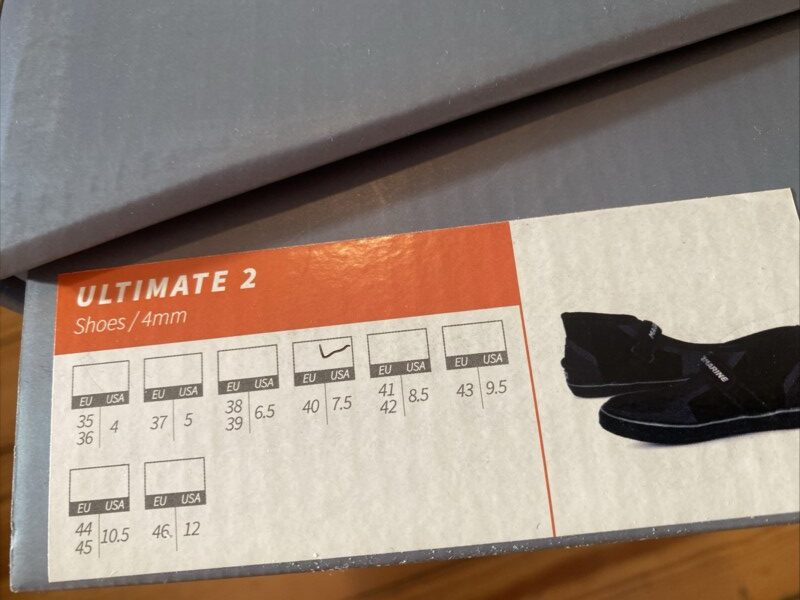 ULTIMATE 2
Shoes / 4mm
EU USA EU USA EU USA EU USA EU USA EU USA
35 36 4 37 5 38 39 6.5 40 7.5 41 42 8.5 43 9.5
EU USA EU USA
44 45 10.5 46 12
MARINE